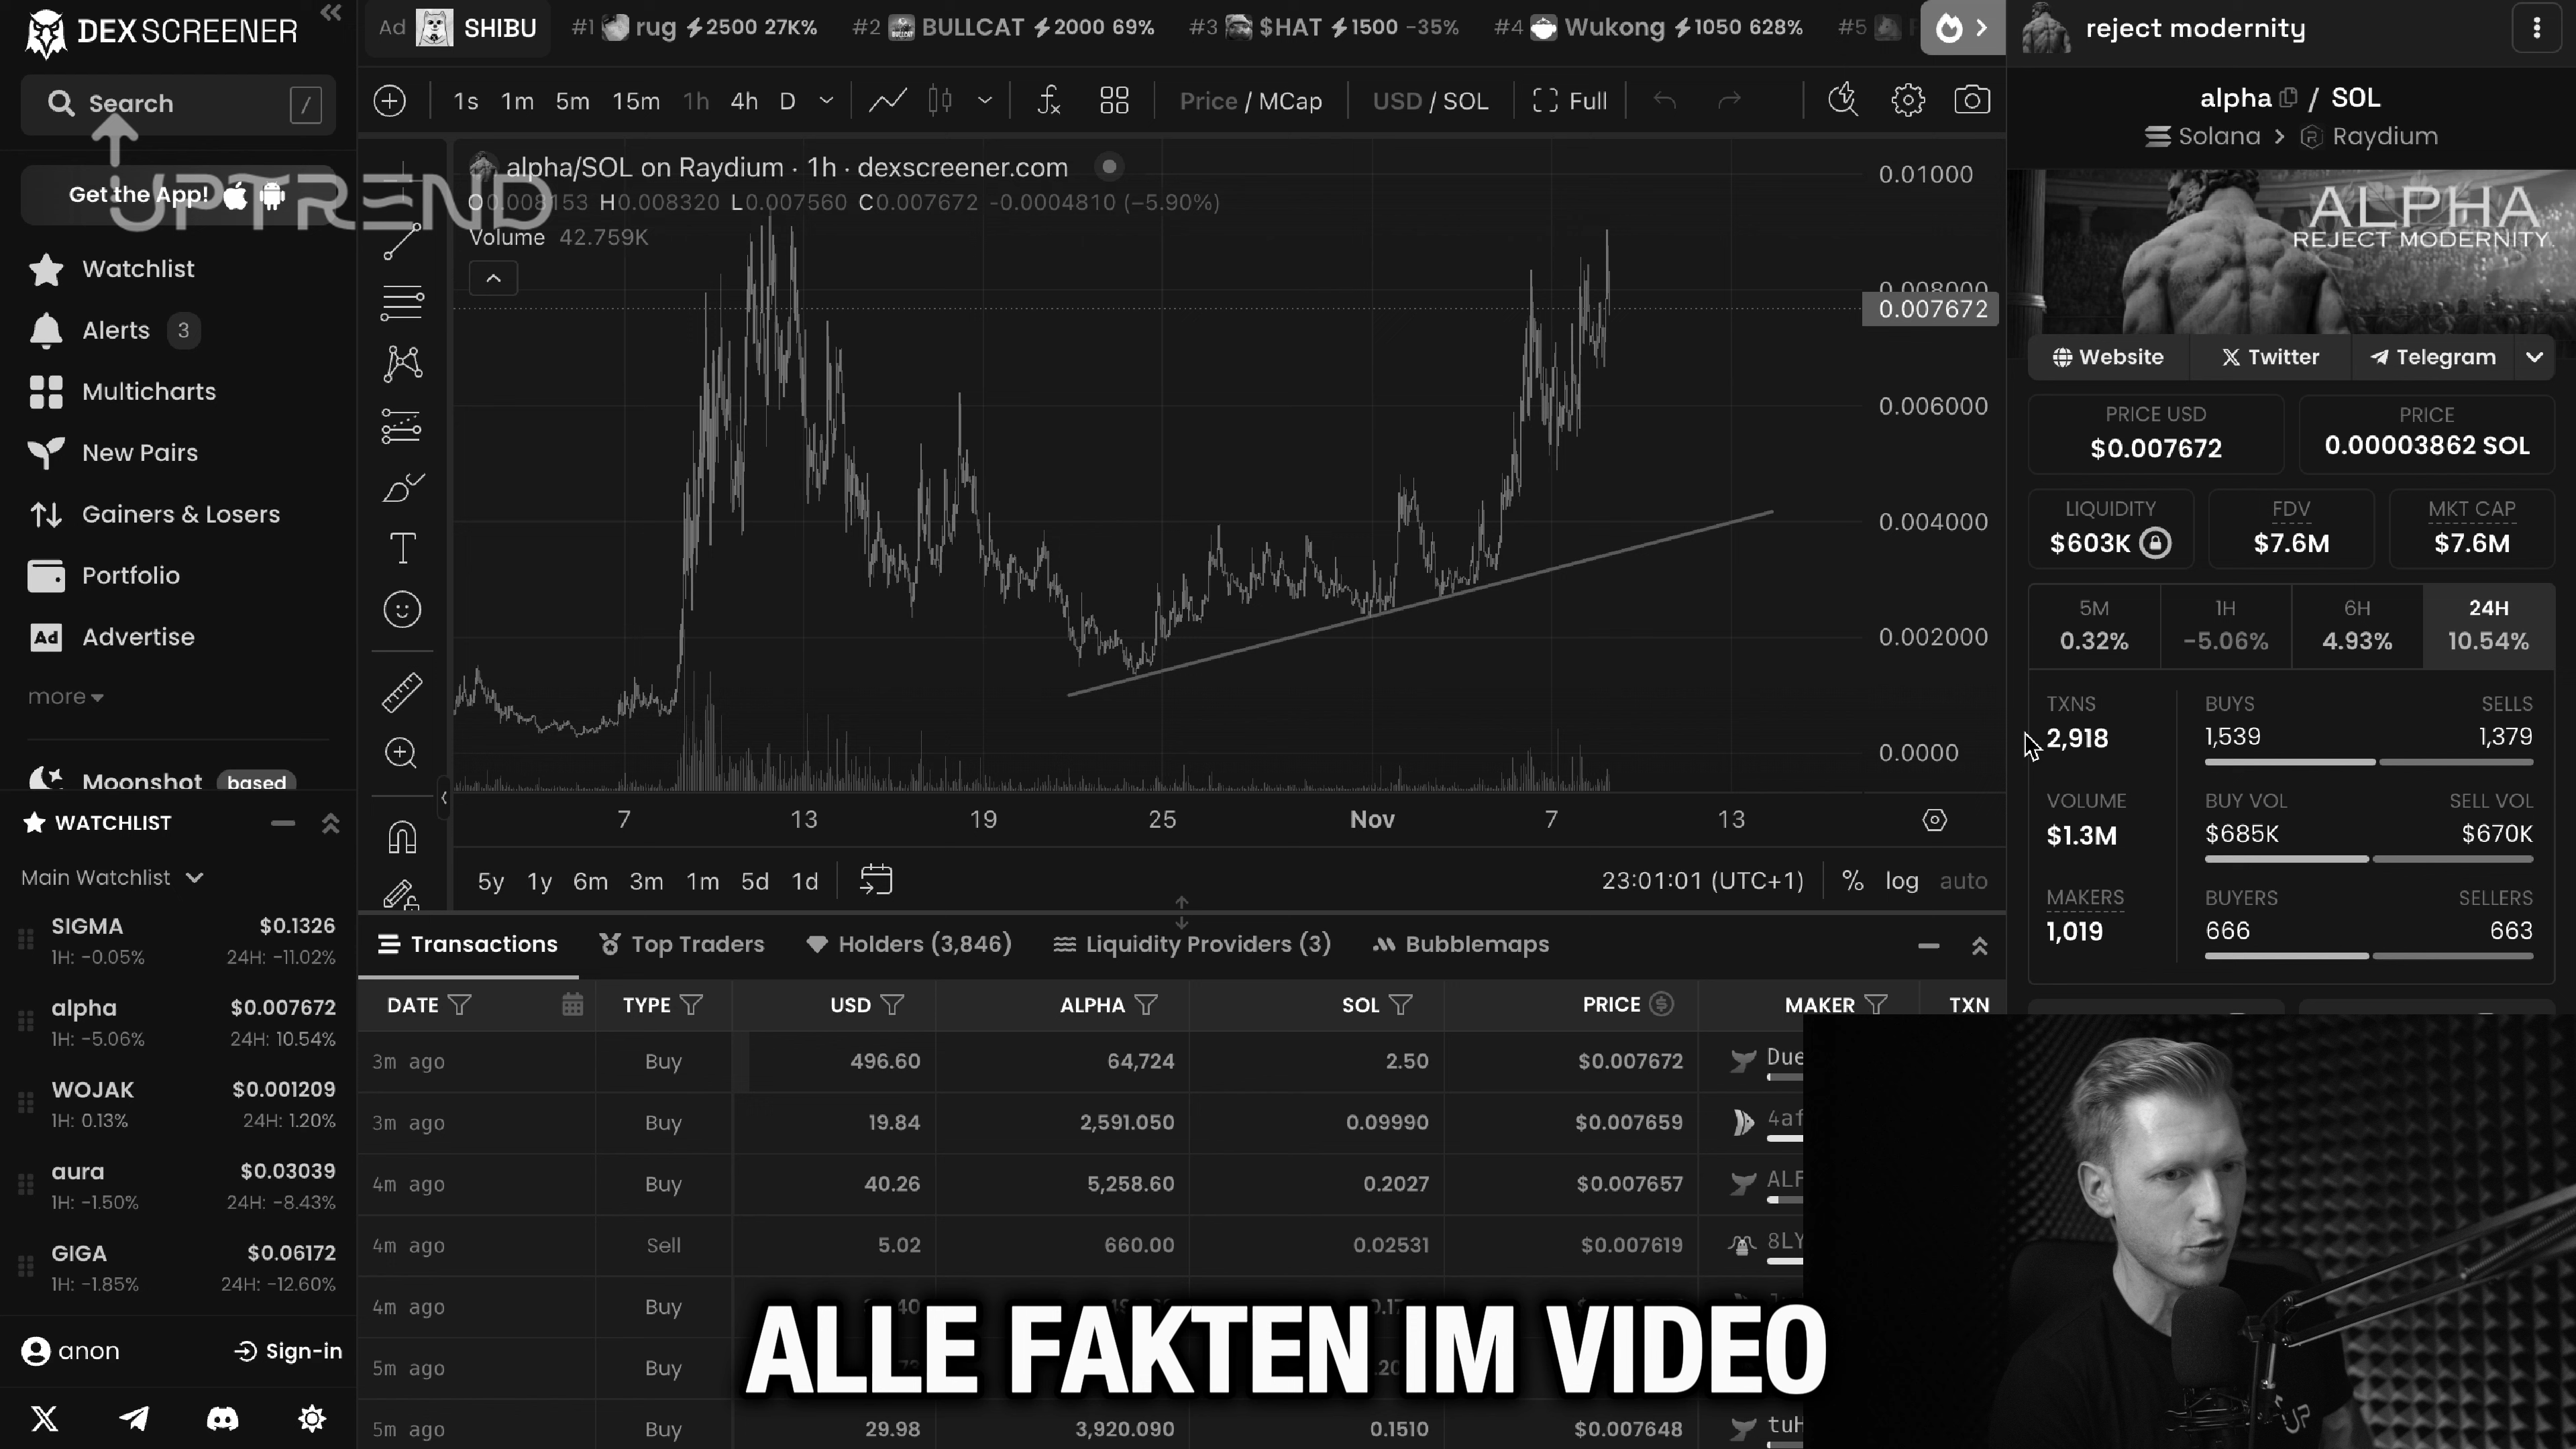 DEX SCREENER
Search
/
UPTREND
Get the App!
Watchlist
Alerts 3
Multicharts
New Pairs
Gainers & Losers
Portfolio
Ad Advertise
more
Moonshot based
WATCHLIST
Main Watchlist
SIGMA $0.1326
1H: -0.05% 24H: -11.02%
alpha $0.007672
1H: -5.06% 24H: 10.54%
WOJAK $0.001209
1H: 0.13% 24H: 1.20%
aura $0.03039
1H: -1.50% 24H: -8.43%
GIGA $0.06172
1H: -1.85% 24H: -12.60%
anon Sign-in
Ad SHIBU #1 rug 2500 27K% #2 BULLCAT 2000 69% #3 $HAT 1500 -35% #4 Wukong 1050 628% #5
1s 1m 5m 15m 1h 4h D Price / MCap USD / SOL Full
alpha/SOL on Raydium · 1h · dexscreener.com
O0.008153 H0.008320 L0.007560 C0.007672 -0.0004810 (-5.90%)
Volume 42.759K
0.01000
0.008000
0.007672
0.006000
0.004000
0.002000
0.0000
7 13 19 25 Nov 7 13
5y 1y 6m 3m 1m 5d 1d 23:01:01 (UTC+1) % log auto
Transactions Top Traders Holders (3,846) Liquidity Providers (3) Bubblemaps
DATE TYPE USD ALPHA SOL PRICE MAKER TXN
3m ago Buy 496.60 64,724 2.50 $0.007672 Due
3m ago Buy 19.84 2,591.050 0.09990 $0.007659 4af
4m ago Buy 40.26 5,258.60 0.2027 $0.007657 ALF
4m ago Sell 5.02 660.00 0.02531 $0.007619 8LY
4m ago Buy
5m ago Buy
5m ago Buy 29.98 3,920.090 0.1510 $0.007648 tuH
ALLE FAKTEN IM VIDEO
reject modernity
alpha / SOL
Solana > Raydium
ALPHA
REJECT MODERNITY.
Website Twitter Telegram
PRICE USD
$0.007672
PRICE
0.00003862 SOL
LIQUIDITY
$603K
FDV
$7.6M
MKT CAP
$7.6M
5M 1H 6H 24H
0.32% -5.06% 4.93% 10.54%
TXNS BUYS SELLS
2,918 1,539 1,379
VOLUME BUY VOL SELL VOL
$1.3M $685K $670K
MAKERS BUYERS SELLERS
1,019 666 663